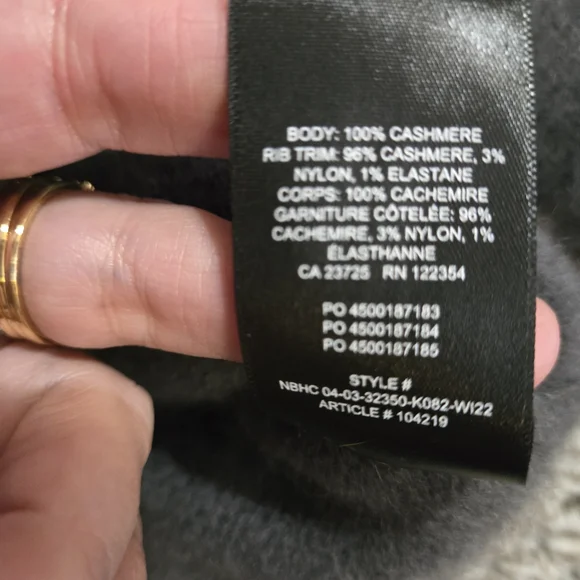 BODY: 100% CASHMERE
RIB TRIM: 96% CASHMERE, 3%
NYLON, 1% ELASTANE
CORPS: 100% CACHEMIRE
GARNITURE CÔTELÉE: 96%
CACHEMIRE, 3% NYLON, 1%
ÉLASTHANNE
CA 23725 RN 122354
PO 4500187183
PO 4500187184
PO 4500187185
STYLE #
NBHC 04-03-32350-K082-WI22
ARTICLE # 104219